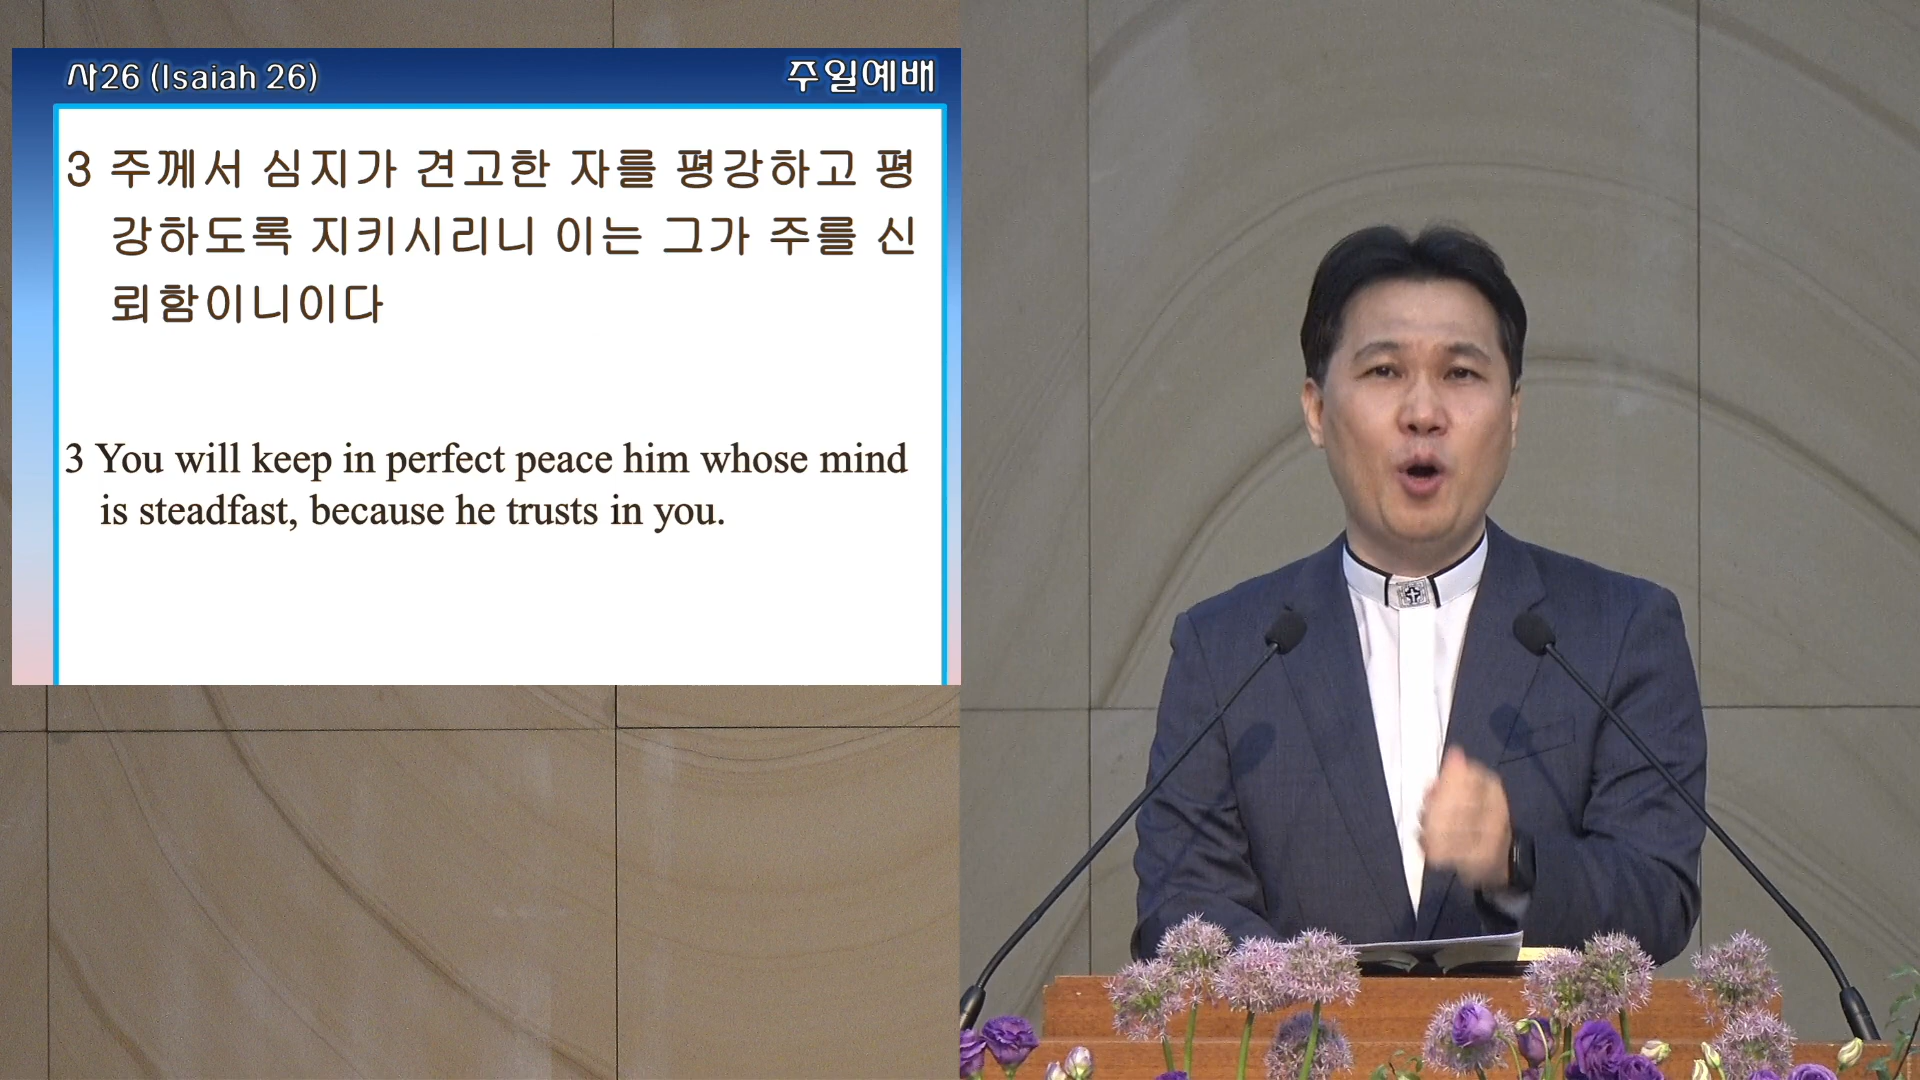 사26 (Isaiah 26)
주일예배
3 주께서 심지가 견고한 자를 평강하고 평
강하도록 지키시리니 이는 그가 주를 신
뢰함이니이다
3 You will keep in perfect peace him whose mind
is steadfast, because he trusts in you.